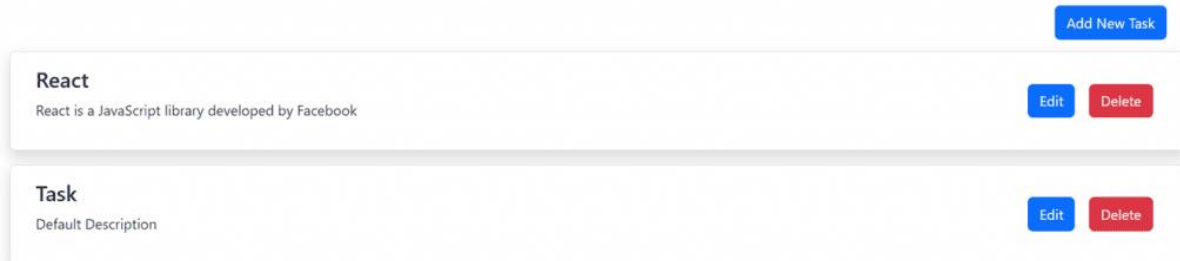 Add New Task
React
React is a JavaScript library developed by Facebook
Edit Delete
Task
Default Description
Edit Delete